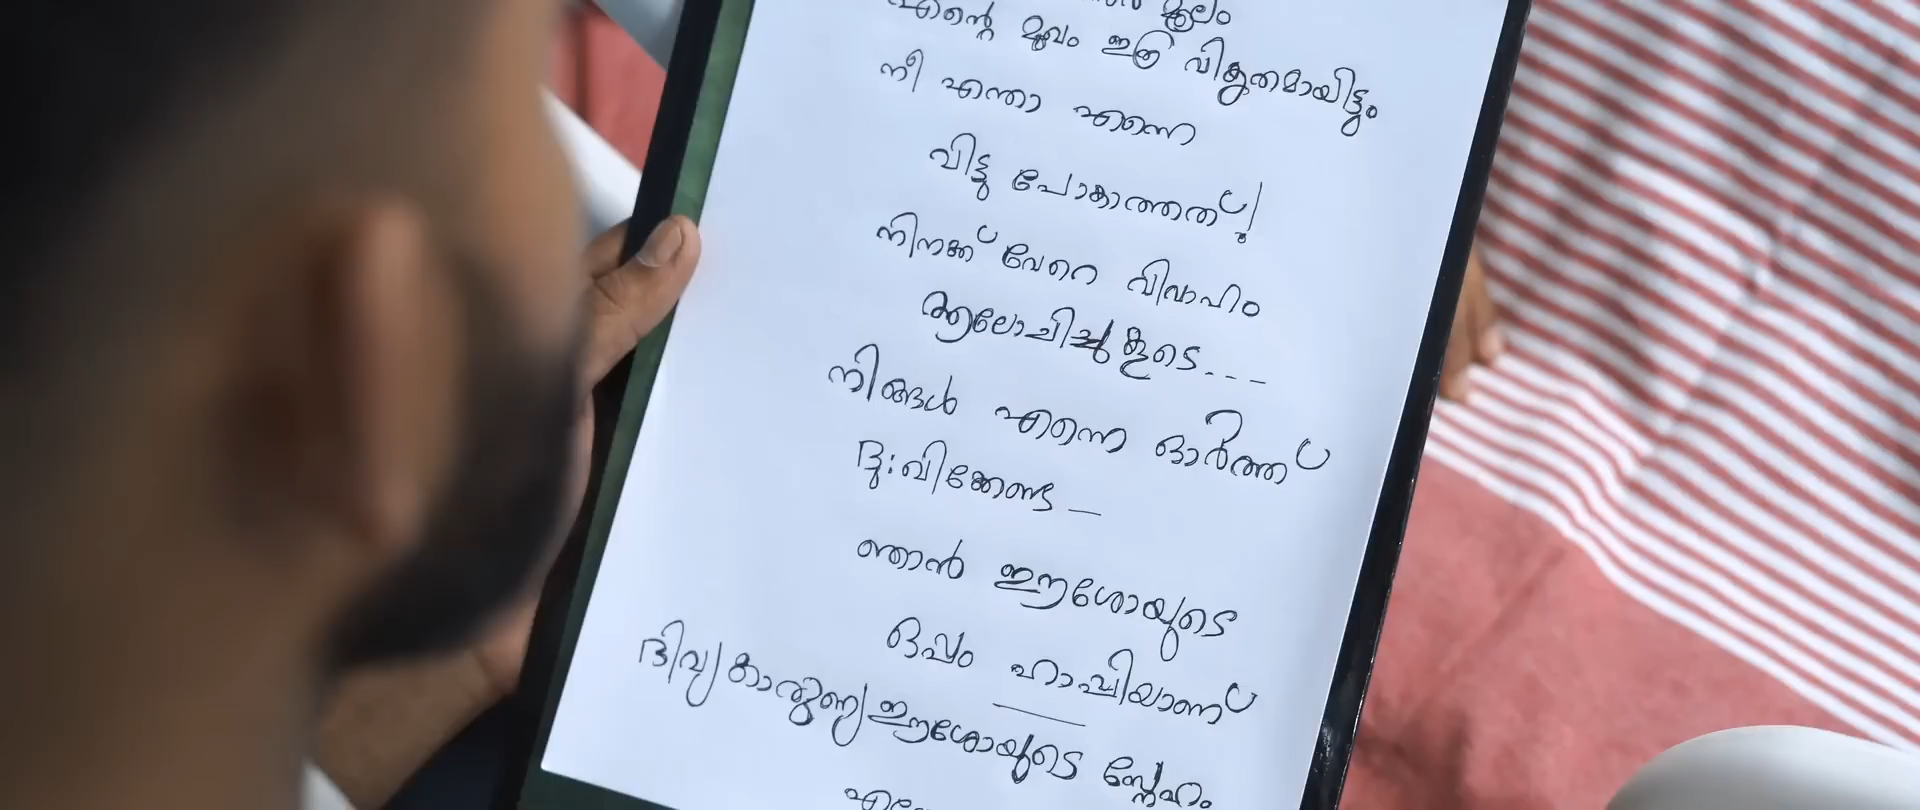 മൂലം
എന്റെ മുഖം ഇത്ര വികൃതമായിട്ടും
നീ എന്താ എന്നെ
വിട്ടു പോകാത്തത്!
നിനക്ക് വേറെ വിവാഹം
ആലോചിച്ചുകൂടെ---
നിങ്ങൾ എന്നെ ഓർത്ത്
ദു:ഖിക്കേണ്ട –
ഞാൻ ഈശോയുടെ
ഒപ്പം ഹാപ്പിയാണ്
ദിവ്യകാരുണ്യ ഈശോയുടെ സ്നേഹം